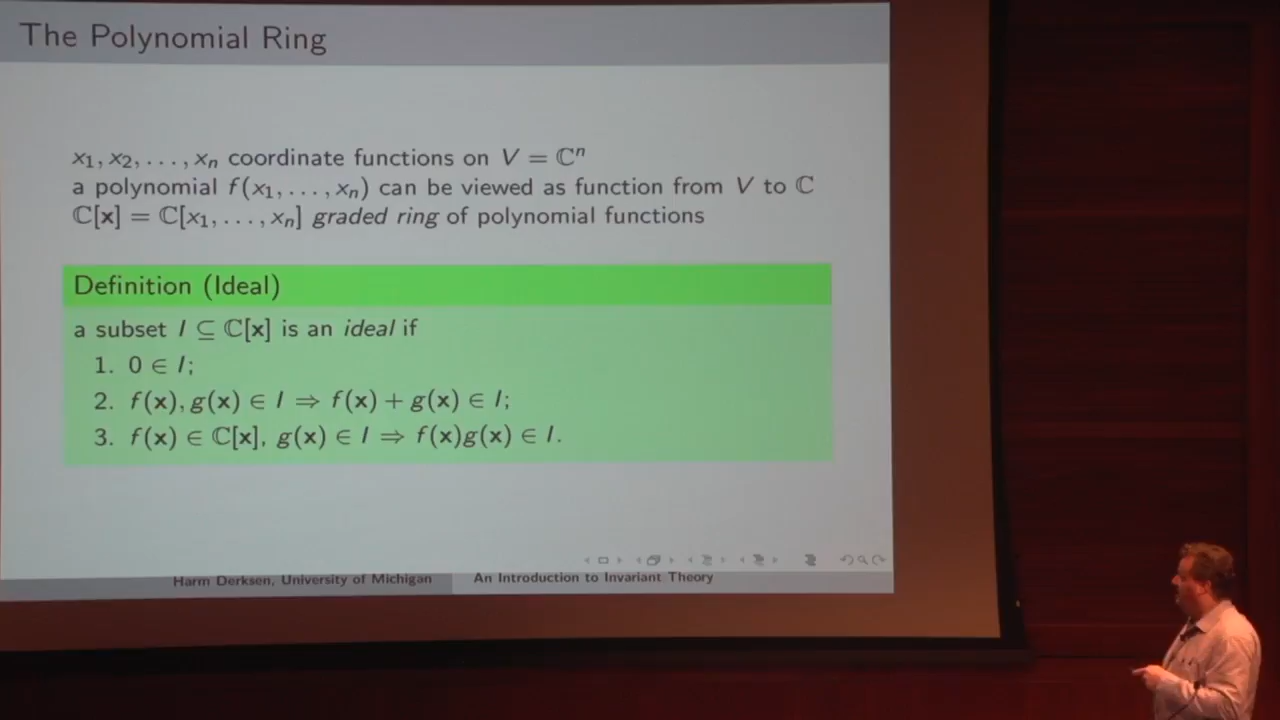 The Polynomial Ring
x₁, x₂, . . . , xₙ coordinate functions on V = ℂⁿ
a polynomial f(x₁, . . . , xₙ) can be viewed as function from V to ℂ
ℂ[x] = ℂ[x₁, . . . , xₙ] graded ring of polynomial functions
Definition (Ideal)
a subset I ⊆ ℂ[x] is an ideal if
1. 0 ∈ I;
2. f(x), g(x) ∈ I ⇒ f(x) + g(x) ∈ I;
3. f(x) ∈ ℂ[x], g(x) ∈ I ⇒ f(x)g(x) ∈ I.
Harm Derksen, University of Michigan
An Introduction to Invariant Theory